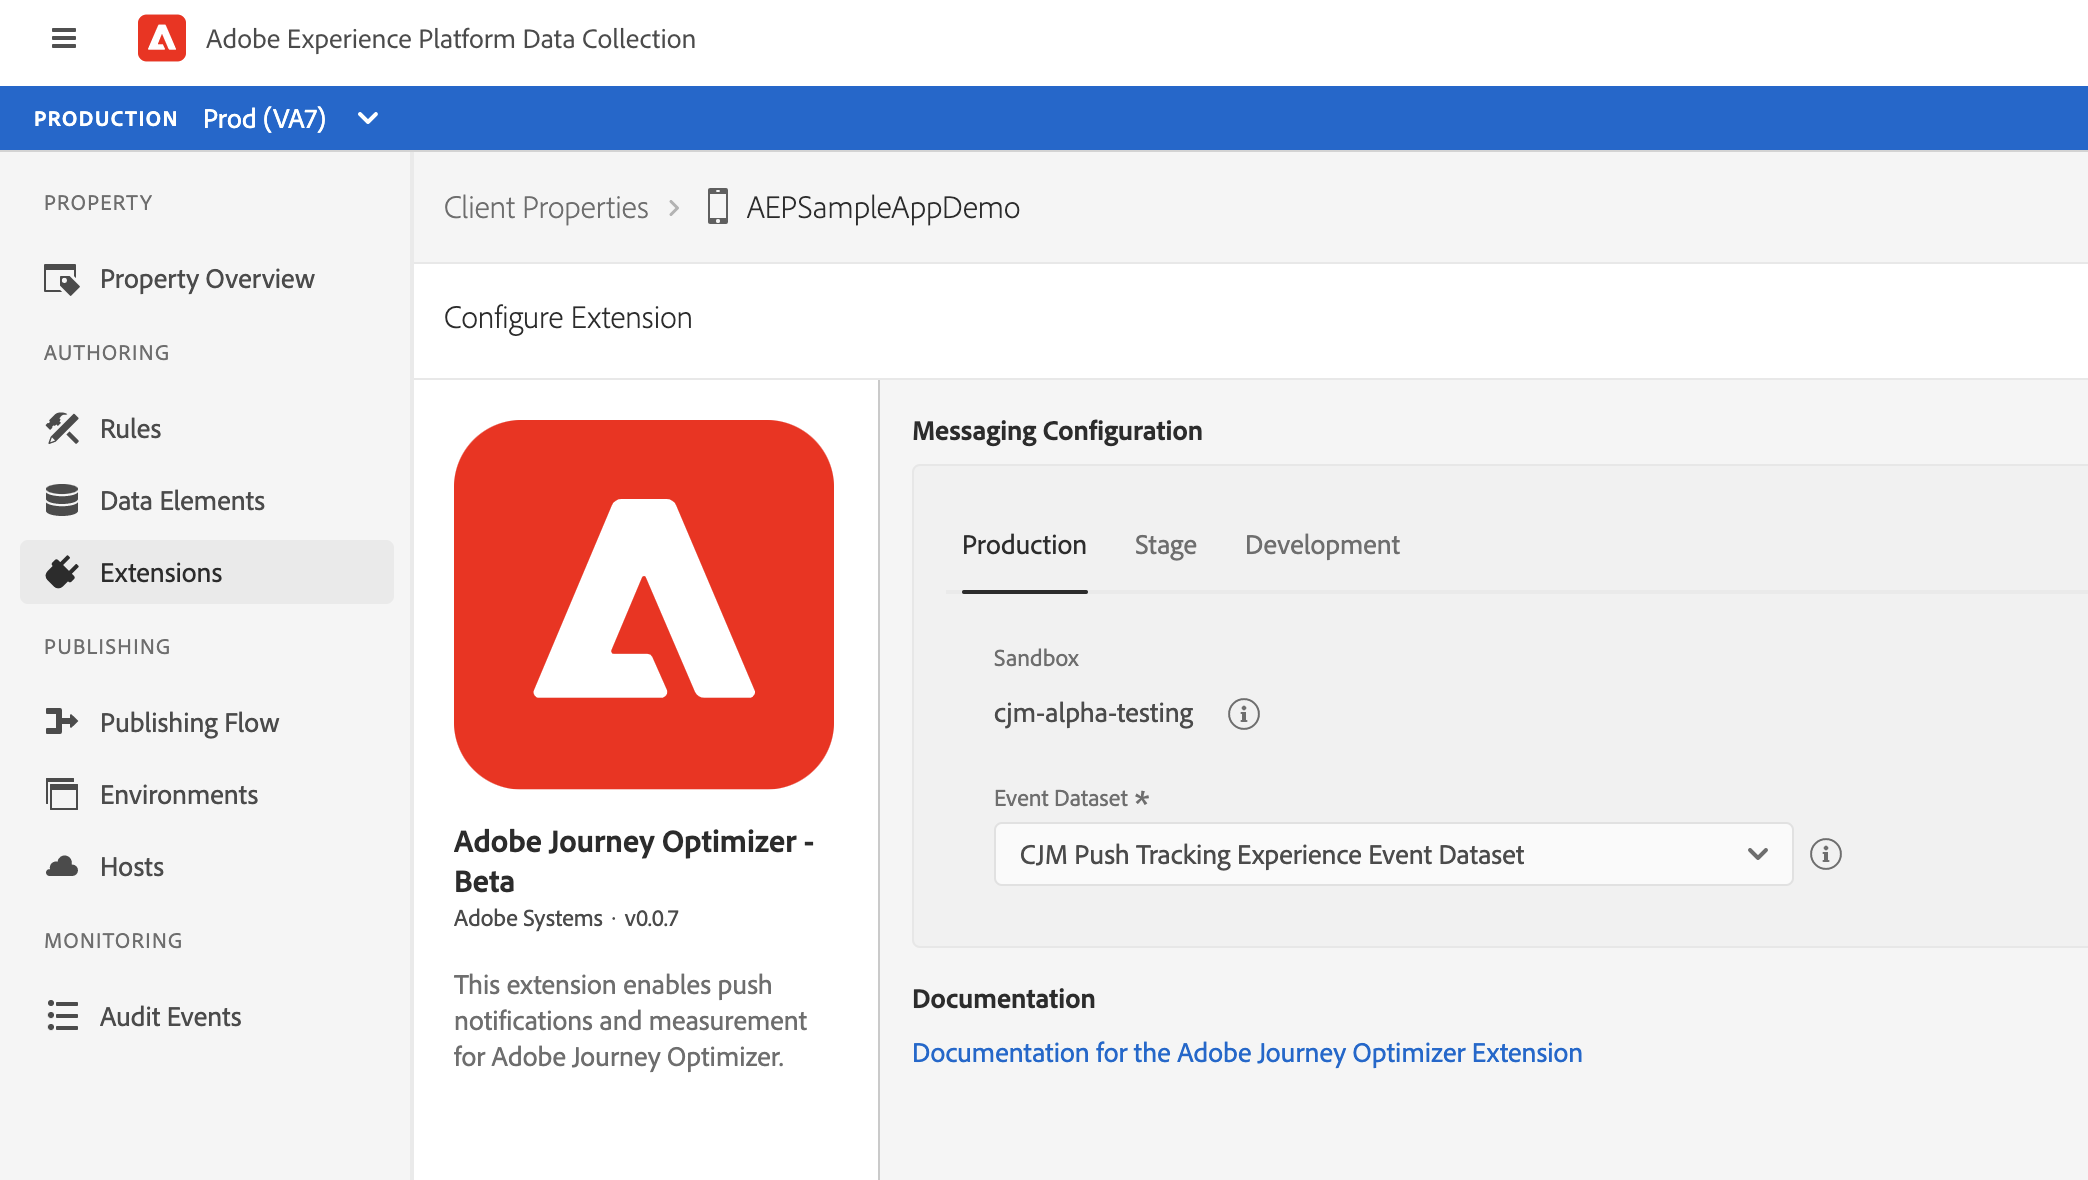 Adobe Experience Platform Data Collection
PRODUCTION Prod (VA7)
PROPERTY
Property Overview
AUTHORING
Rules
Data Elements
Extensions
PUBLISHING
Publishing Flow
Environments
Hosts
MONITORING
Audit Events
Client Properties > AEPSampleAppDemo
Configure Extension
Adobe Journey Optimizer -
Beta
Adobe Systems · v0.0.7
This extension enables push
notifications and measurement
for Adobe Journey Optimizer.
Messaging Configuration
Production Stage Development
Sandbox
cjm-alpha-testing
Event Dataset *
CJM Push Tracking Experience Event Dataset
Documentation
Documentation for the Adobe Journey Optimizer Extension